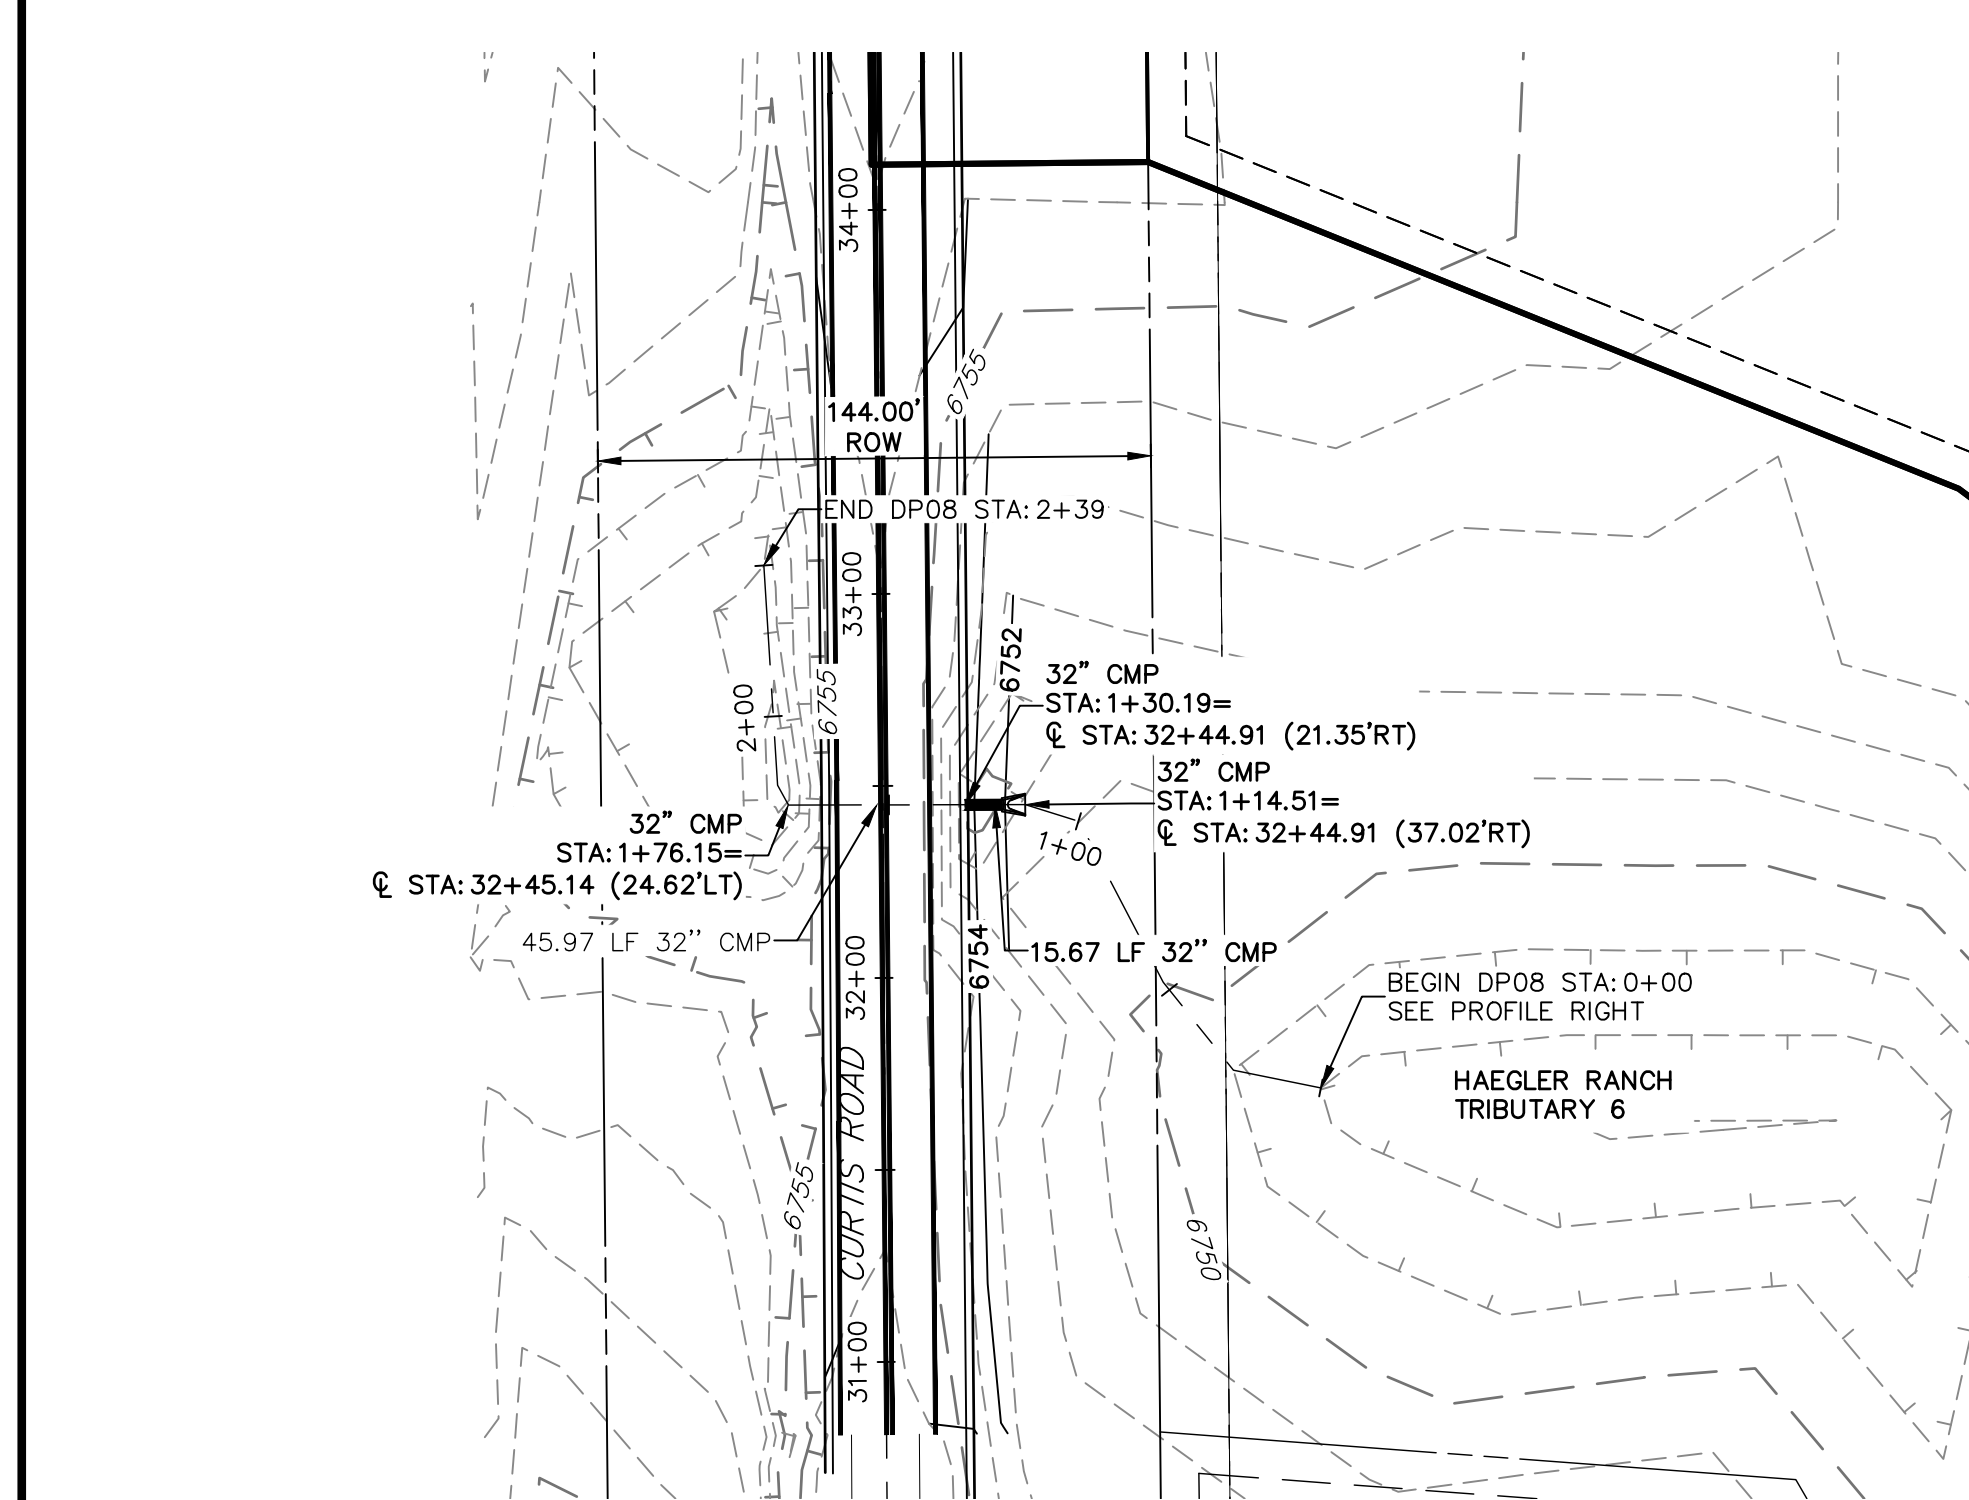 34+00
6755
144.00'
ROW
END DP08 STA: 2+39
33+00
6752
32" CMP
STA: 1+30.19=
℄ STA: 32+44.91 (21.35'RT)
2+00
6755
32" CMP
STA: 1+14.51=
℄ STA: 32+44.91 (37.02'RT)
32" CMP
STA: 1+76.15=
℄ STA: 32+45.14 (24.62'LT)
1+00
45.97 LF 32'' CMP
6754
15.67 LF 32'' CMP
32+00
BEGIN DP08 STA: 0+00
SEE PROFILE RIGHT
HAEGLER RANCH
TRIBUTARY 6
CURTIS ROAD
6755
6750
31+00